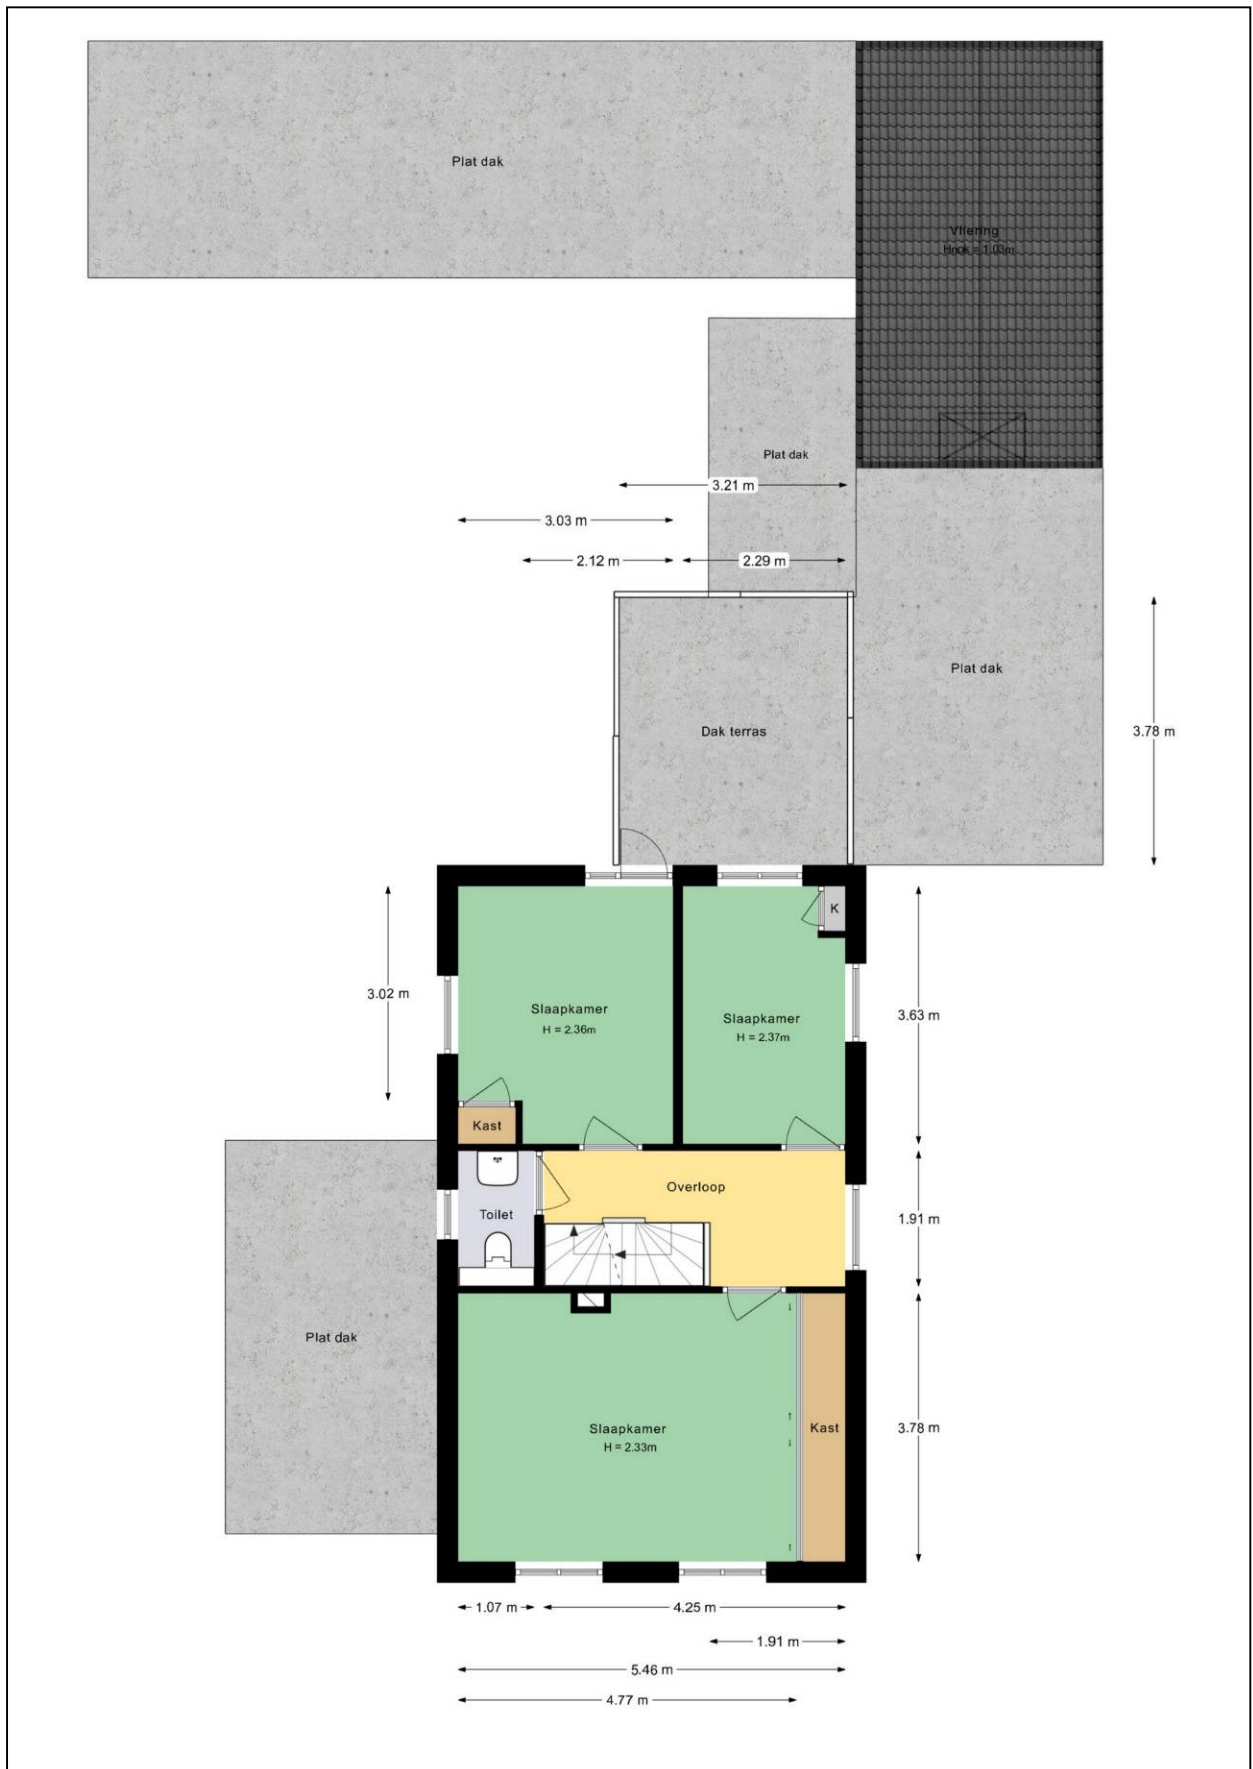 Plat dak
Vliering
Hnok = 1.03m
Plat dak
3.21 m
3.03 m
2.12 m
2.29 m
Plat dak
Dak terras
3.78 m
K
3.02 m
Slaapkamer
H = 2.36m
Slaapkamer
H = 2.37m
3.63 m
Kast
Overloop
Toilet
1.91 m
Plat dak
Slaapkamer
H = 2.33m
Kast
3.78 m
1.07 m
4.25 m
1.91 m
5.46 m
4.77 m